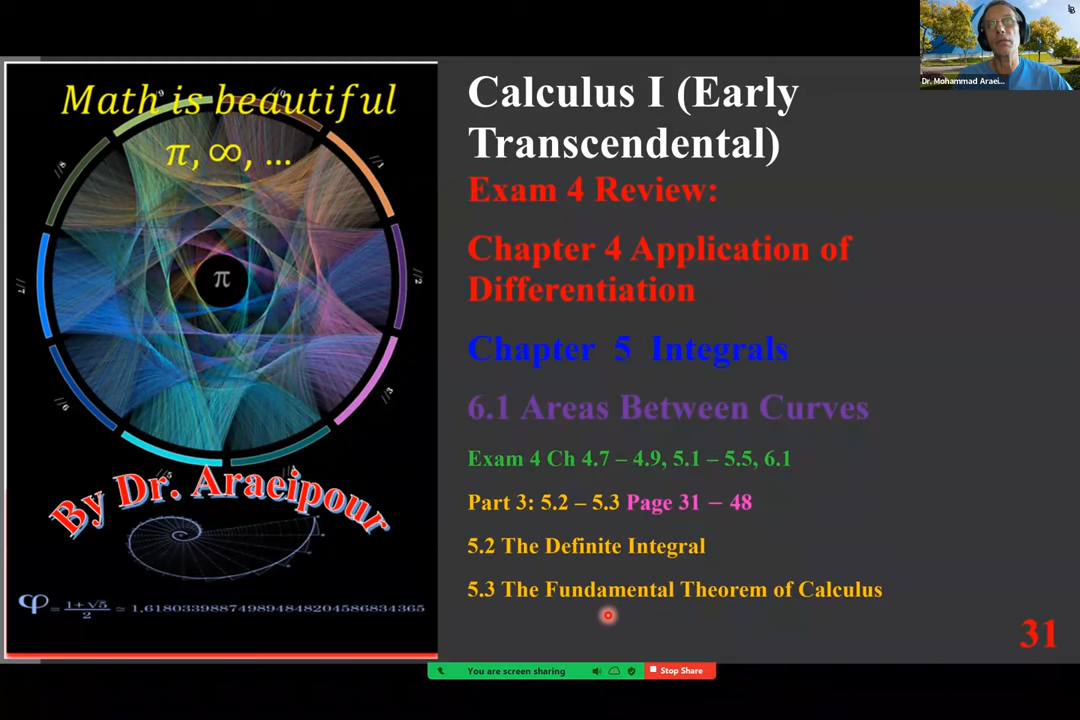 Math is beautiful
π, ∞, ...
π
By Dr. Araeipour
φ = 1+√5 / 2 ≃ 1,6180339887498948482045868343​65
Calculus I (Early
Transcendental)
Exam 4 Review:
Chapter 4 Application of
Differentiation
Chapter 5 Integrals
6.1 Areas Between Curves
Exam 4 Ch 4.7 – 4.9, 5.1 – 5.5, 6.1
Part 3: 5.2 – 5.3 Page 31 – 48
5.2 The Definite Integral
5.3 The Fundamental Theorem of Calculus
31
Dr. Mohammad Araei...
You are screen sharing
Stop Share